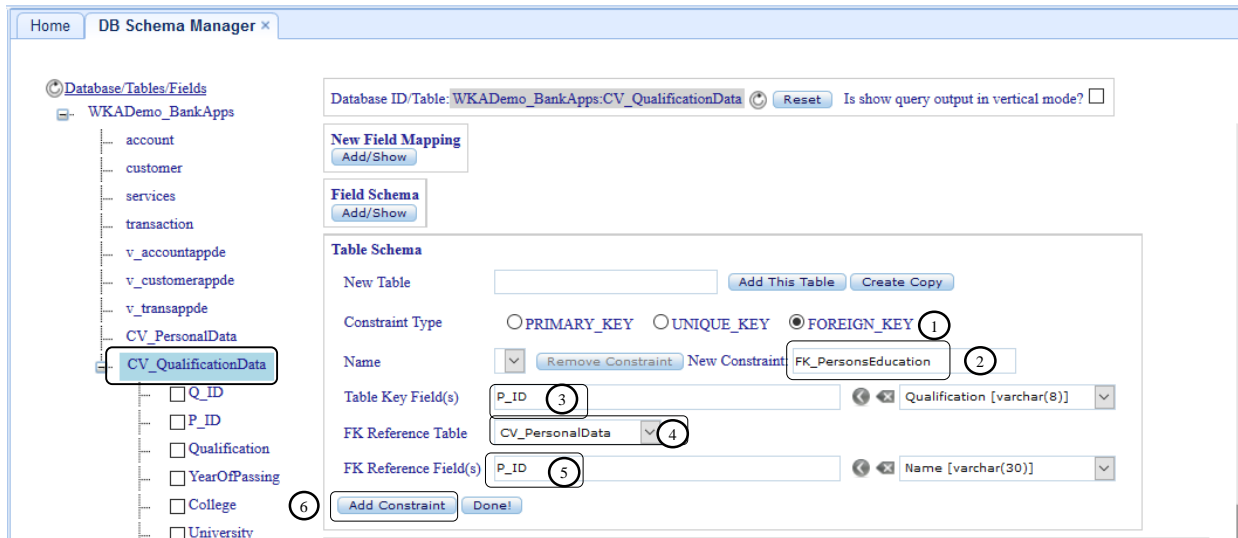 Home DB Schema Manager ×
Database/Tables/Fields
WKADemo_BankApps
account
customer
services
transaction
v_accountappde
v_customerappde
v_transappde
CV_PersonalData
CV_QualificationData
Q_ID
P_ID
Qualification
YearOfPassing
College
University
Database ID/Table: WKADemo_BankApps:CV_QualificationData Reset Is show query output in vertical mode?
New Field Mapping
Add/Show
Field Schema
Add/Show
Table Schema
New Table Add This Table Create Copy
Constraint Type PRIMARY_KEY UNIQUE_KEY FOREIGN_KEY 1
Name Remove Constraint New Constraint: FK_PersonsEducation 2
Table Key Field(s) P_ID 3 Qualification [varchar(8)]
FK Reference Table CV_PersonalData 4
FK Reference Field(s) P_ID 5 Name [varchar(30)]
6 Add Constraint Done!